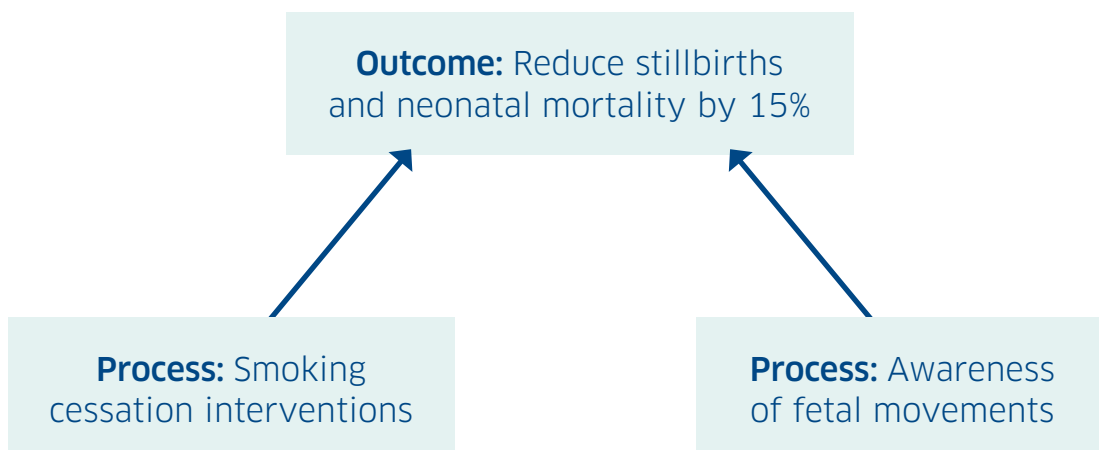 Outcome: Reduce stillbirths
and neonatal mortality by 15%
Process: Smoking
cessation interventions
Process: Awareness
of fetal movements